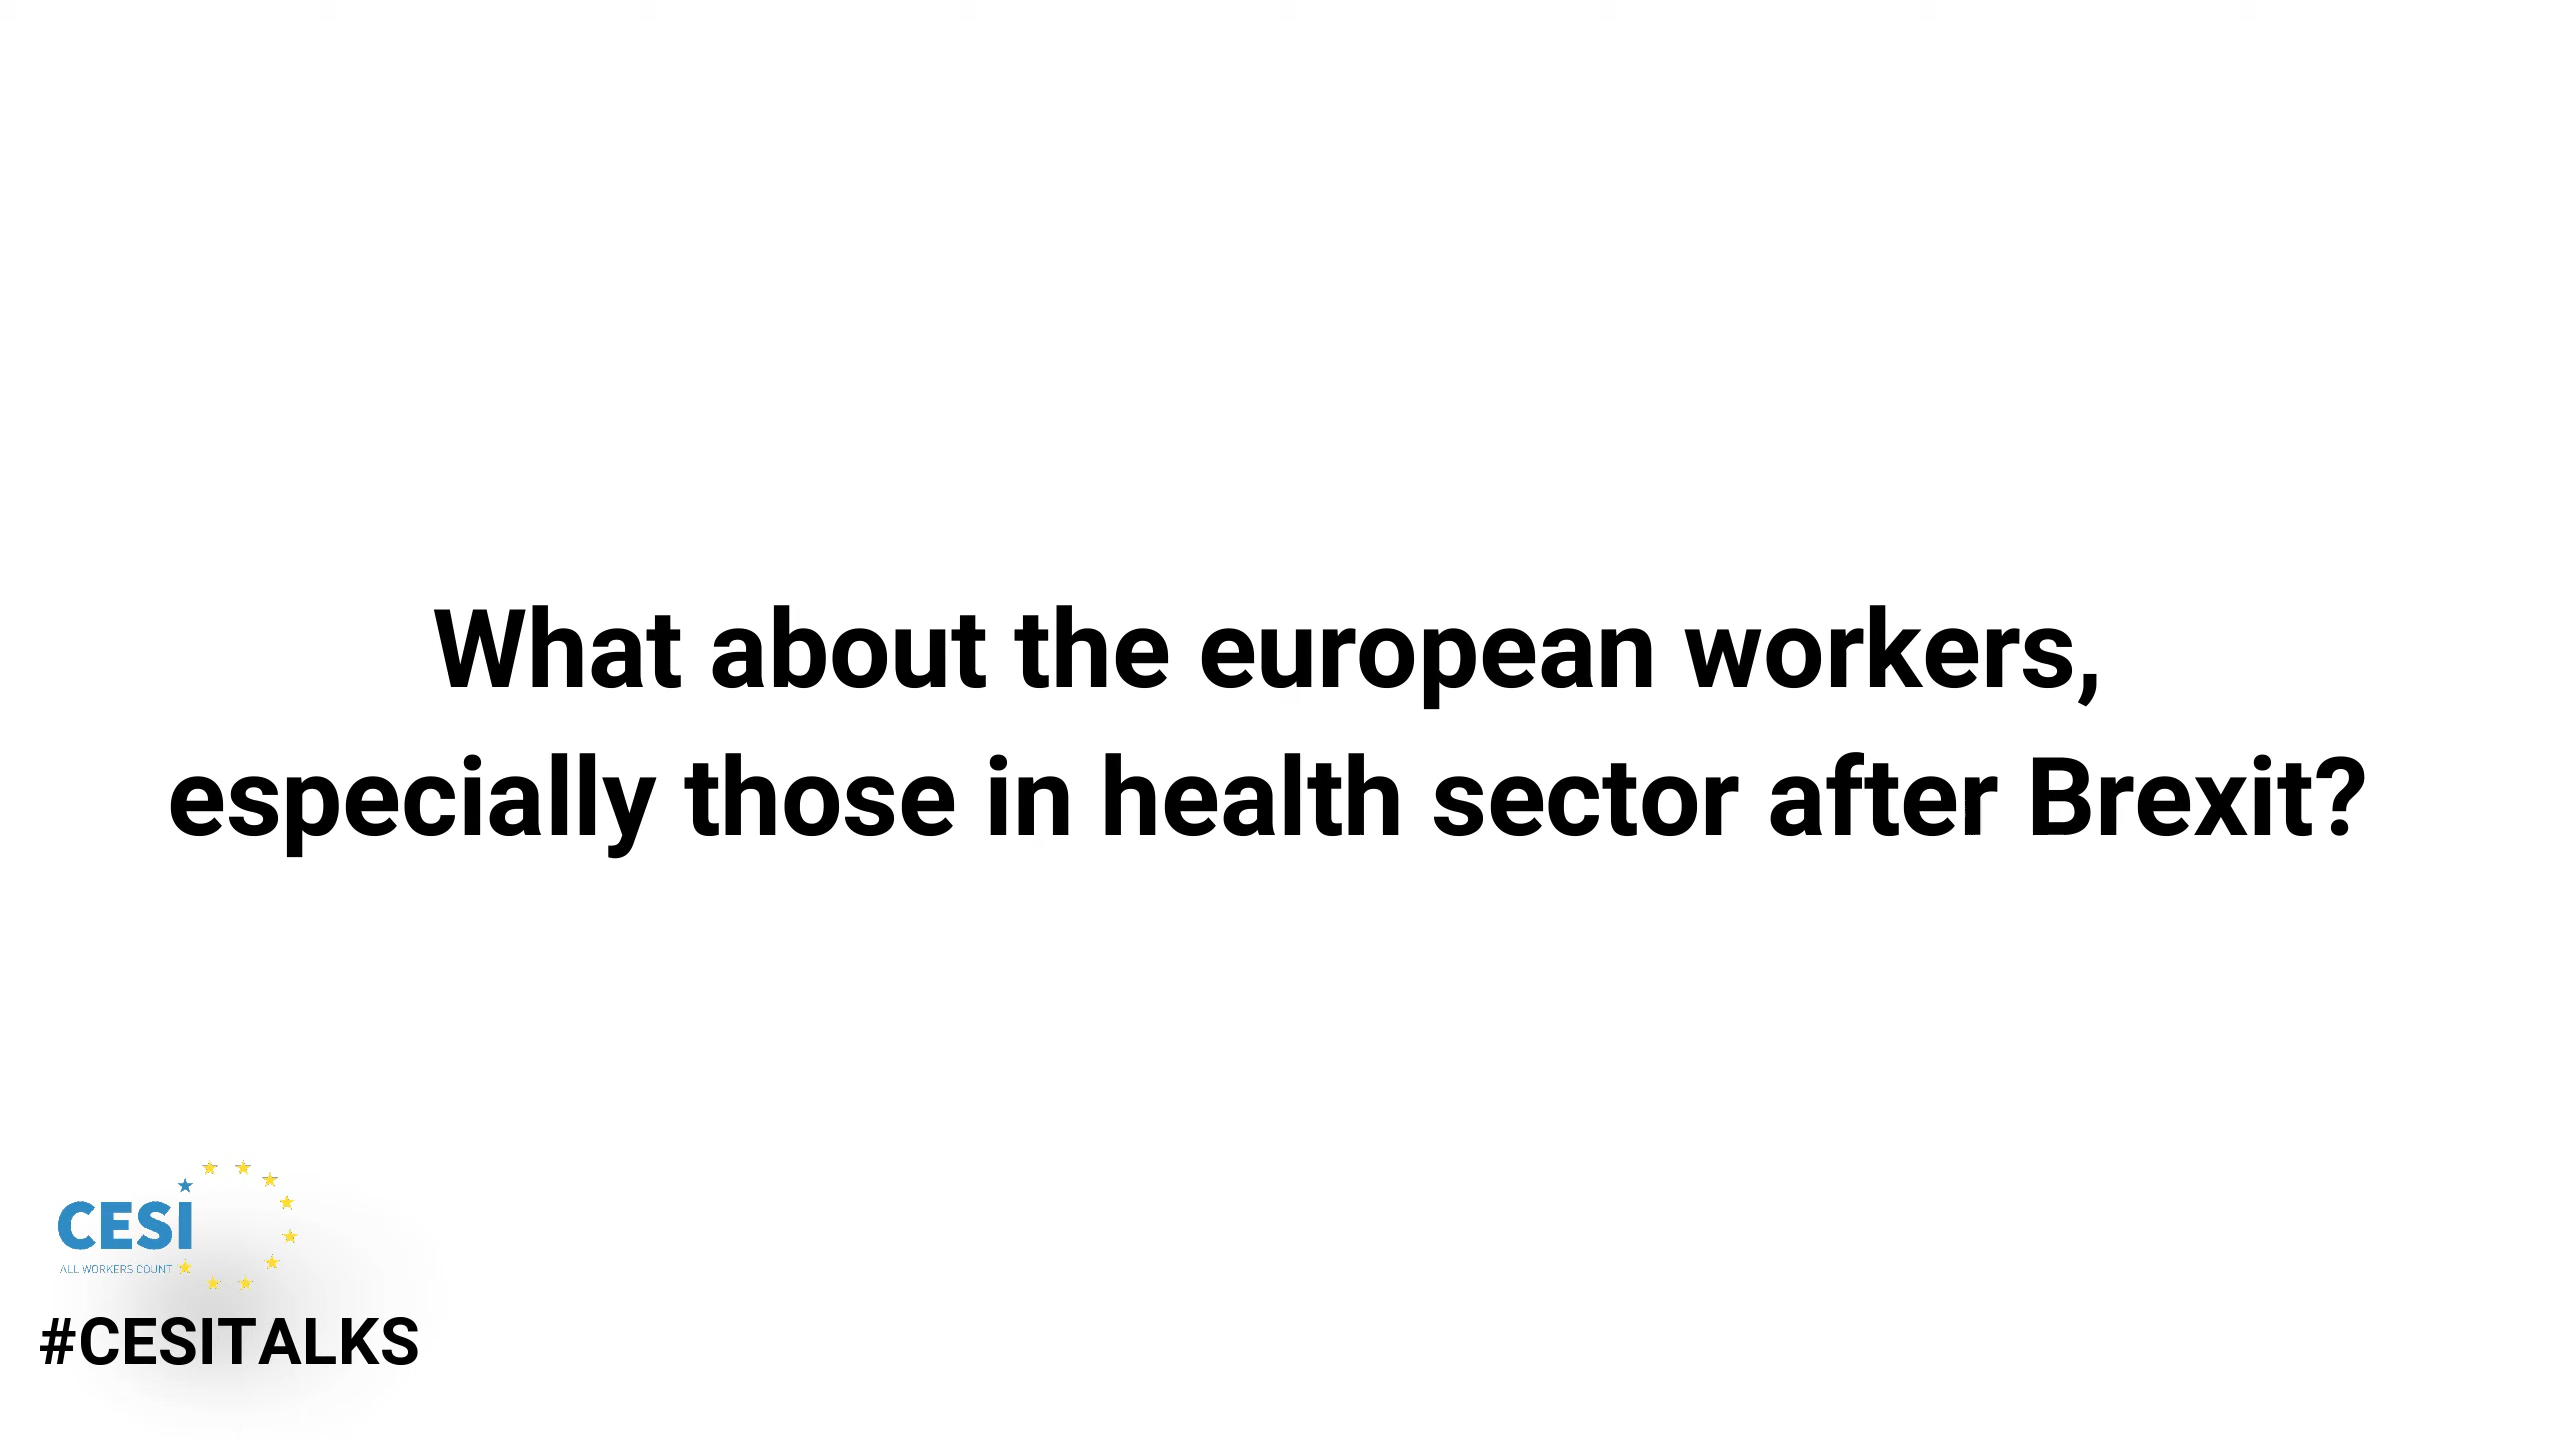 What about the european workers,
especially those in health sector after Brexit?
CESI
ALL WORKERS COUNT
#CESITALKS